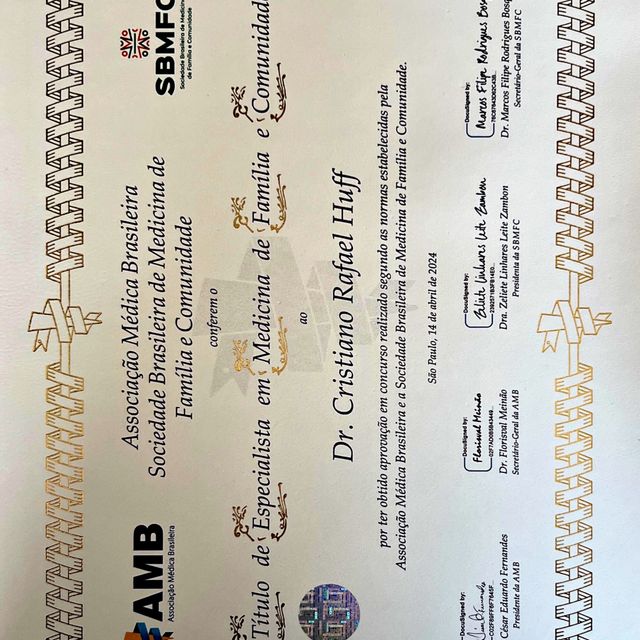 AMB
Associação Médica Brasileira
Associação Médica Brasileira
Sociedade Brasileira de Medicina de
Família e Comunidade
SBMFC
Sociedade Brasileira de Medicina
de Família e Comunidade
conferem o
Título de Especialista em Medicina de Família e Comunidade
ao
Dr. Cristiano Rafael Huff
por ter obtido aprovação em concurso realizado segundo as normas estabelecidas pela
Associação Médica Brasileira e a Sociedade Brasileira de Medicina de Família e Comunidade.
São Paulo, 14 de abril de 2024
DocuSigned by:
César Eduardo Fernandes
Presidente da AMB
DocuSigned by:
Florisval Meinão
Dr. Florisval Meinão
Secretário-Geral da AMB
DocuSigned by:
Zeliete Linhares Leite Zambon
Dra. Zeliete Linhares Leite Zambon
Presidenta da SBMFC
DocuSigned by:
Marcos Filipe Rodrigues
Dr. Marcos Filipe Rodrigues
Secretário-Geral da SBMFC